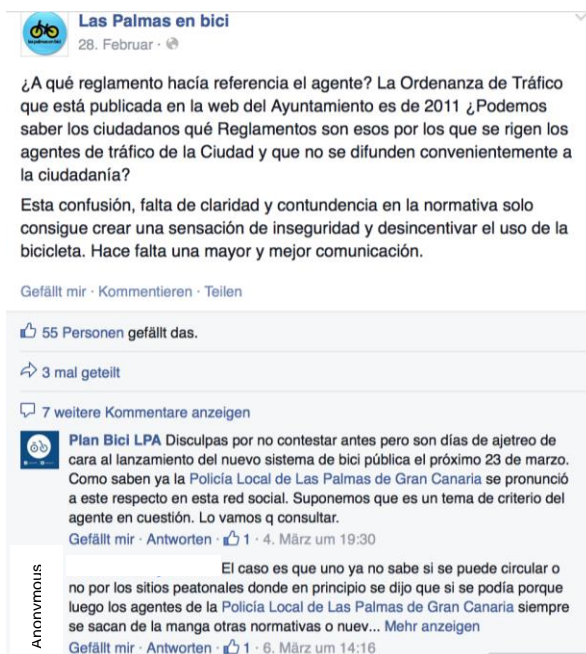 Las Palmas en bici
28. Februar ·
¿A qué reglamento hacía referencia el agente? La Ordenanza de Tráfico
que está publicada en la web del Ayuntamiento es de 2011 ¿Podemos
saber los ciudadanos qué Reglamentos son esos por los que se rigen los
agentes de tráfico de la Ciudad y que no se difunden convenientemente a
la ciudadanía?
Esta confusión, falta de claridad y contundencia en la normativa solo
consigue crear una sensación de inseguridad y desincentivar el uso de la
bicicleta. Hace falta una mayor y mejor comunicación.
Gefällt mir · Kommentieren · Teilen
55 Personen gefällt das.
3 mal geteilt
7 weitere Kommentare anzeigen
Plan Bici LPA Disculpas por no contestar antes pero son días de ajetreo de
cara al lanzamiento del nuevo sistema de bici pública el próximo 23 de marzo.
Como saben ya la Policía Local de Las Palmas de Gran Canaria se pronunció
a este respecto en esta red social. Suponemos que es un tema de criterio del
agente en cuestión. Lo vamos q consultar.
Gefällt mir · Antworten · 1 · 4. März um 19:30
Anonymous
El caso es que uno ya no sabe si se puede circular o
no por los sitios peatonales donde en principio se dijo que si se podía porque
luego los agentes de la Policía Local de Las Palmas de Gran Canaria siempre
se sacan de la manga otras normativas o nuev... Mehr anzeigen
Gefällt mir · Antworten · 1 · 6. März um 14:16